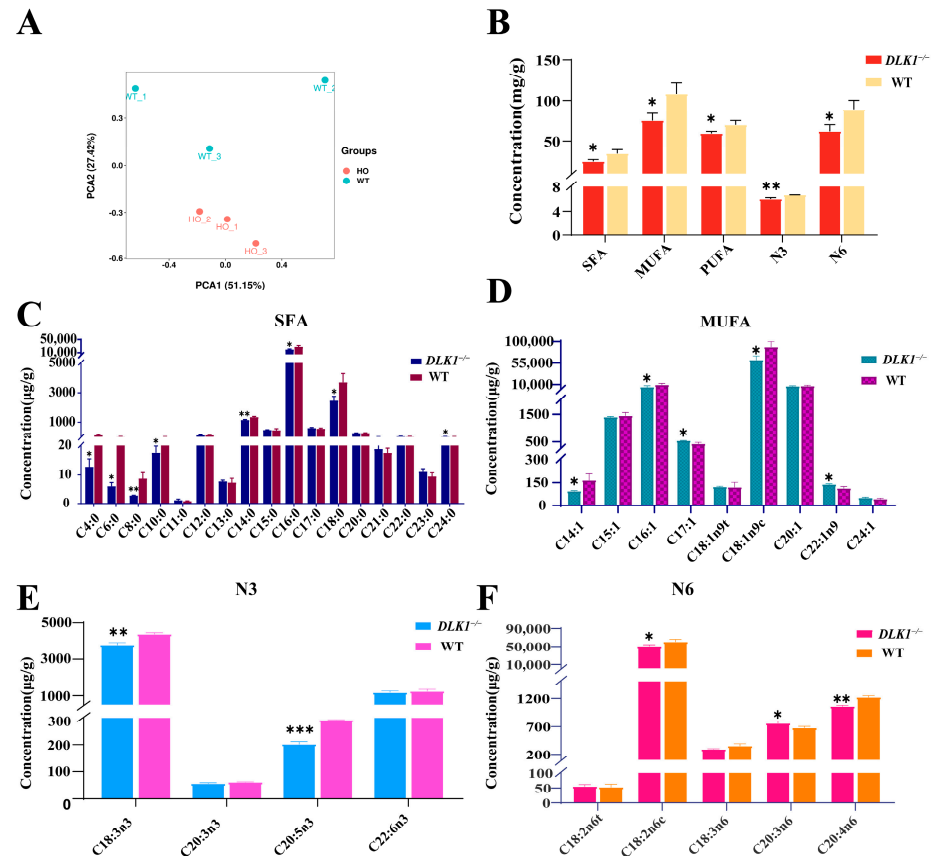 A
WT_1
WT_2
WT_3
HO_2
HO_1
HO_3
0.3
0.0
-0.3
-0.6
-0.4
0.0
0.4
PCA2 (27.42%)
PCA1 (51.15%)
Groups
HO
WT
B
Concentration(mg/g)
150
100
50
8
4
0
*
*
*
**
*
DLK1⁻/⁻
WT
SFA
MUFA
PUFA
N3
N6
C
SFA
Concentration(µg/g)
50,000
10,000
5000
3000
1000
20
10
0
*
*
**
*
**
*
*
*
DLK1⁻/⁻
WT
C4:0
C6:0
C8:0
C10:0
C11:0
C12:0
C13:0
C14:0
C15:0
C16:0
C17:0
C18:0
C20:0
C21:0
C22:0
C23:0
C24:0
D
MUFA
Concentration(µg/g)
100,000
55,000
10,000
1500
500
300
150
0
*
*
*
*
*
DLK1⁻/⁻
WT
C14:1
C15:1
C16:1
C17:1
C18:1n9t
C18:1n9c
C20:1
C22:1n9
C24:1
E
N3
Concentration(µg/g)
5000
3000
1000
300
200
100
0
**
***
DLK1⁻/⁻
WT
C18:3n3
C20:3n3
C20:5n3
C22:6n3
F
N6
Concentration(µg/g)
90,000
50,000
10,000
1200
700
200
100
50
0
*
*
**
DLK1⁻/⁻
WT
C18:2n6t
C18:2n6c
C18:3n6
C20:3n6
C20:4n6